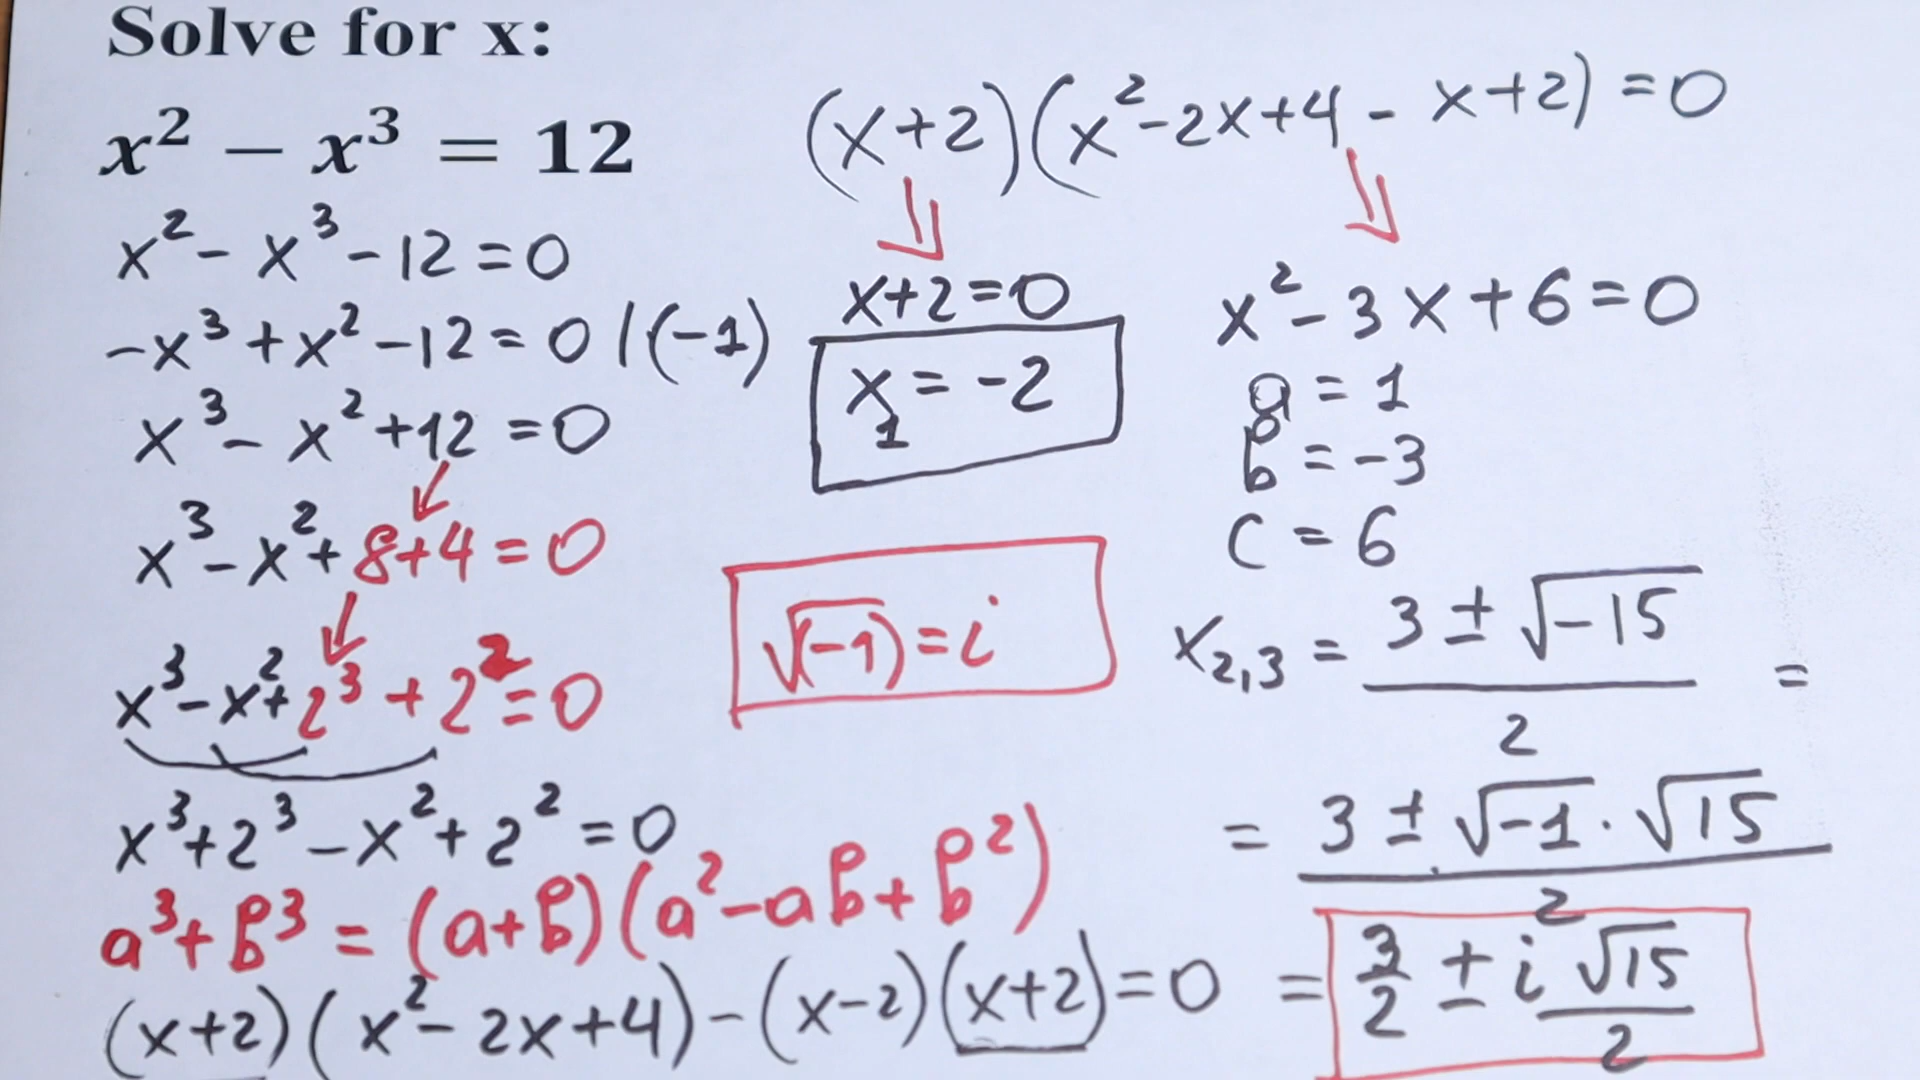 Solve for x:
x² − x³ = 12
x² - x³ - 12 = 0
-x³ + x² - 12 = 0 / (-1)
x³ - x² + 12 = 0
x³ - x² + 8 + 4 = 0
x³ - x² + 2³ + 2² = 0
x³ + 2³ - x² + 2² = 0
a³ + b³ = (a+b)(a² - ab + b²)
(x+2)(x² - 2x + 4) - (x-2)(x+2) = 0
(x+2)(x² - 2x + 4 - x + 2) = 0
x+2 = 0
x₁ = -2
√(-1) = i
x² - 3x + 6 = 0
a = 1
b = -3
c = 6
x₂,₃ = (3 ± √-15) / 2 =
= (3 ± √-1 · √15) / 2
= 3/2 ± i √15/2